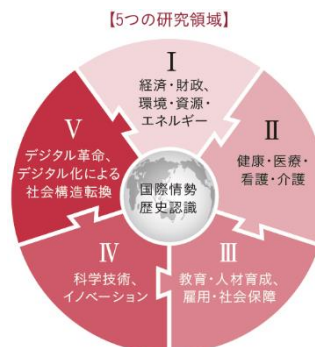 【5つの研究領域】
I
経済・財政、
環境・資源・
エネルギー
II
健康・医療・
看護・介護
III
教育・人材育成、
雇用・社会保障
IV
科学技術、
イノベーション
V
デジタル革命、
デジタル化による
社会構造転換
国際情勢
歴史認識